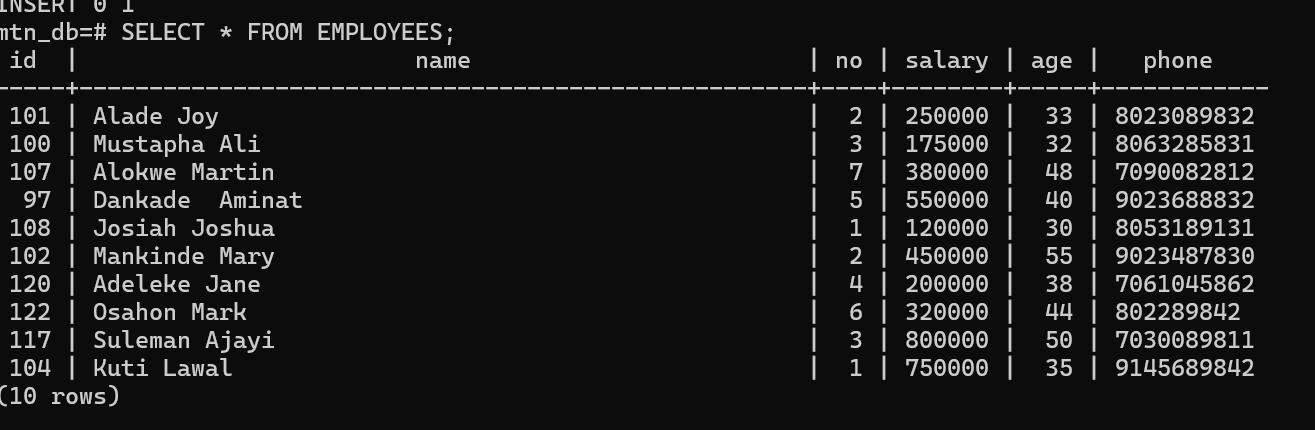 INSERT 0 1
mtn_db=# SELECT * FROM EMPLOYEES;
 id  |                         name                         | no | salary | age |   phone
-----+----------------------------------------------------+----+--------+-----+------------
 101 | Alade Joy                                            |  2 | 250000 |  33 | 8023089832
 100 | Mustapha Ali                                         |  3 | 175000 |  32 | 8063285831
 107 | Alokwe Martin                                        |  7 | 380000 |  48 | 7090082812
  97 | Dankade  Aminat                                      |  5 | 550000 |  40 | 9023688832
 108 | Josiah Joshua                                        |  1 | 120000 |  30 | 8053189131
 102 | Mankinde Mary                                        |  2 | 450000 |  55 | 9023487830
 120 | Adeleke Jane                                         |  4 | 200000 |  38 | 7061045862
 122 | Osahon Mark                                          |  6 | 320000 |  44 | 802289842
 117 | Suleman Ajayi                                        |  3 | 800000 |  50 | 7030089811
 104 | Kuti Lawal                                           |  1 | 750000 |  35 | 9145689842
(10 rows)